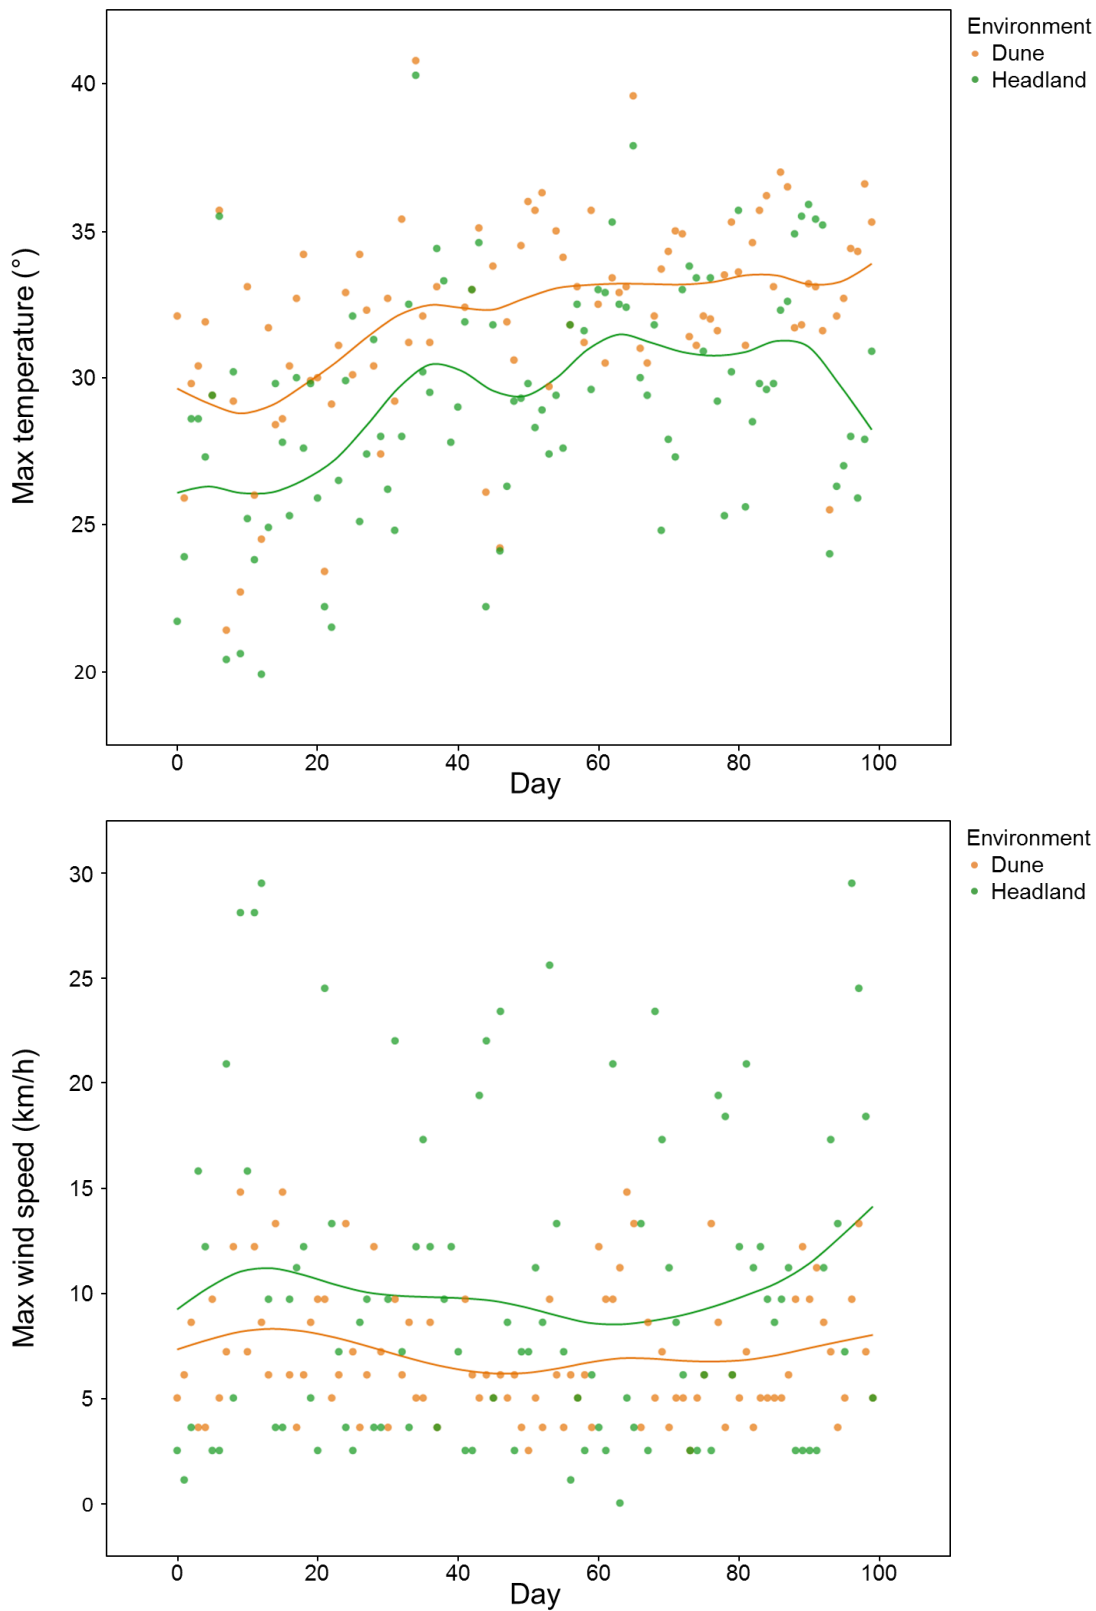 Environment
Dune
Headland
Max temperature (°)
40
35
30
25
20
0 20 40 60 80 100
Day
Environment
Dune
Headland
Max wind speed (km/h)
30
25
20
15
10
5
0
0 20 40 60 80 100
Day